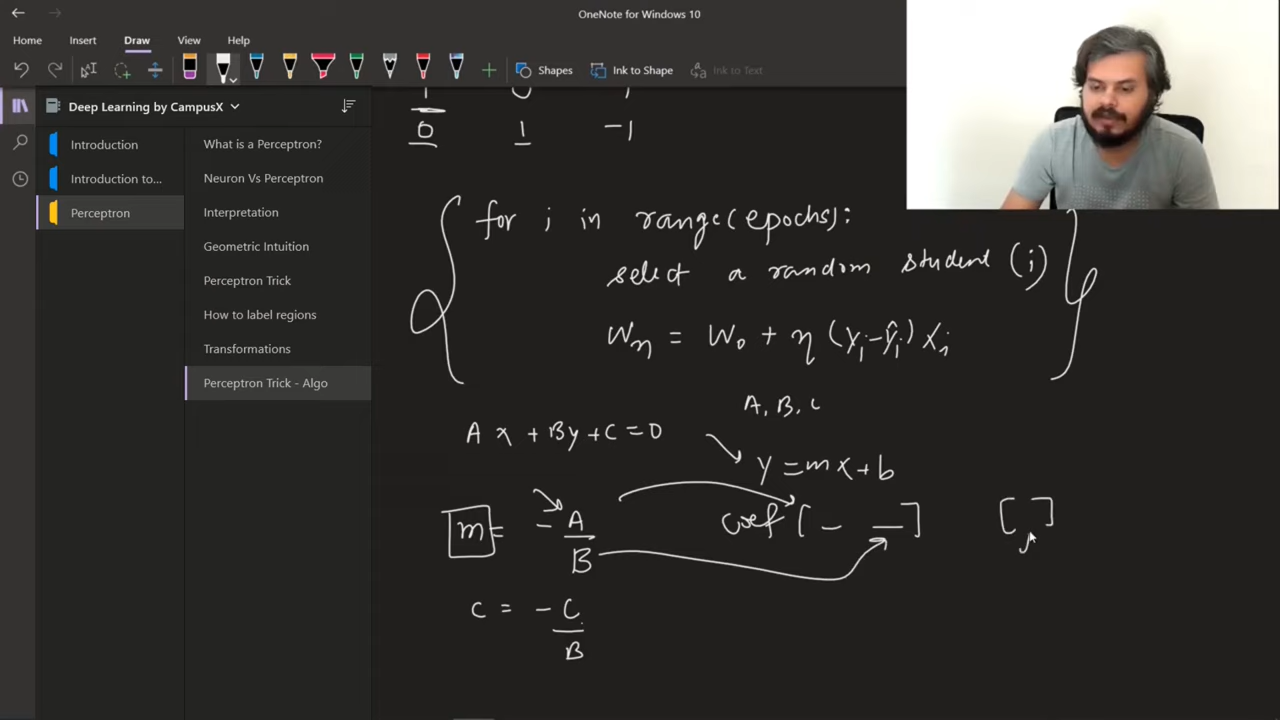 OneNote for Windows 10
Home Insert Draw View Help
Shapes Ink to Shape Ink to Text
Deep Learning by CampusX
Introduction
Introduction to...
Perceptron
What is a Perceptron?
Neuron Vs Perceptron
Interpretation
Geometric Intuition
Perceptron Trick
How to label regions
Transformations
Perceptron Trick - Algo
0 1 -1
for i in range(epochs):
select a random student (i)
Wn = Wo + η (yi - ŷi) xi
A, B, C
Ax + By + C = 0
y = mx + b
m = - A/B
coef [ - — ] [ , ]
C = - C/B